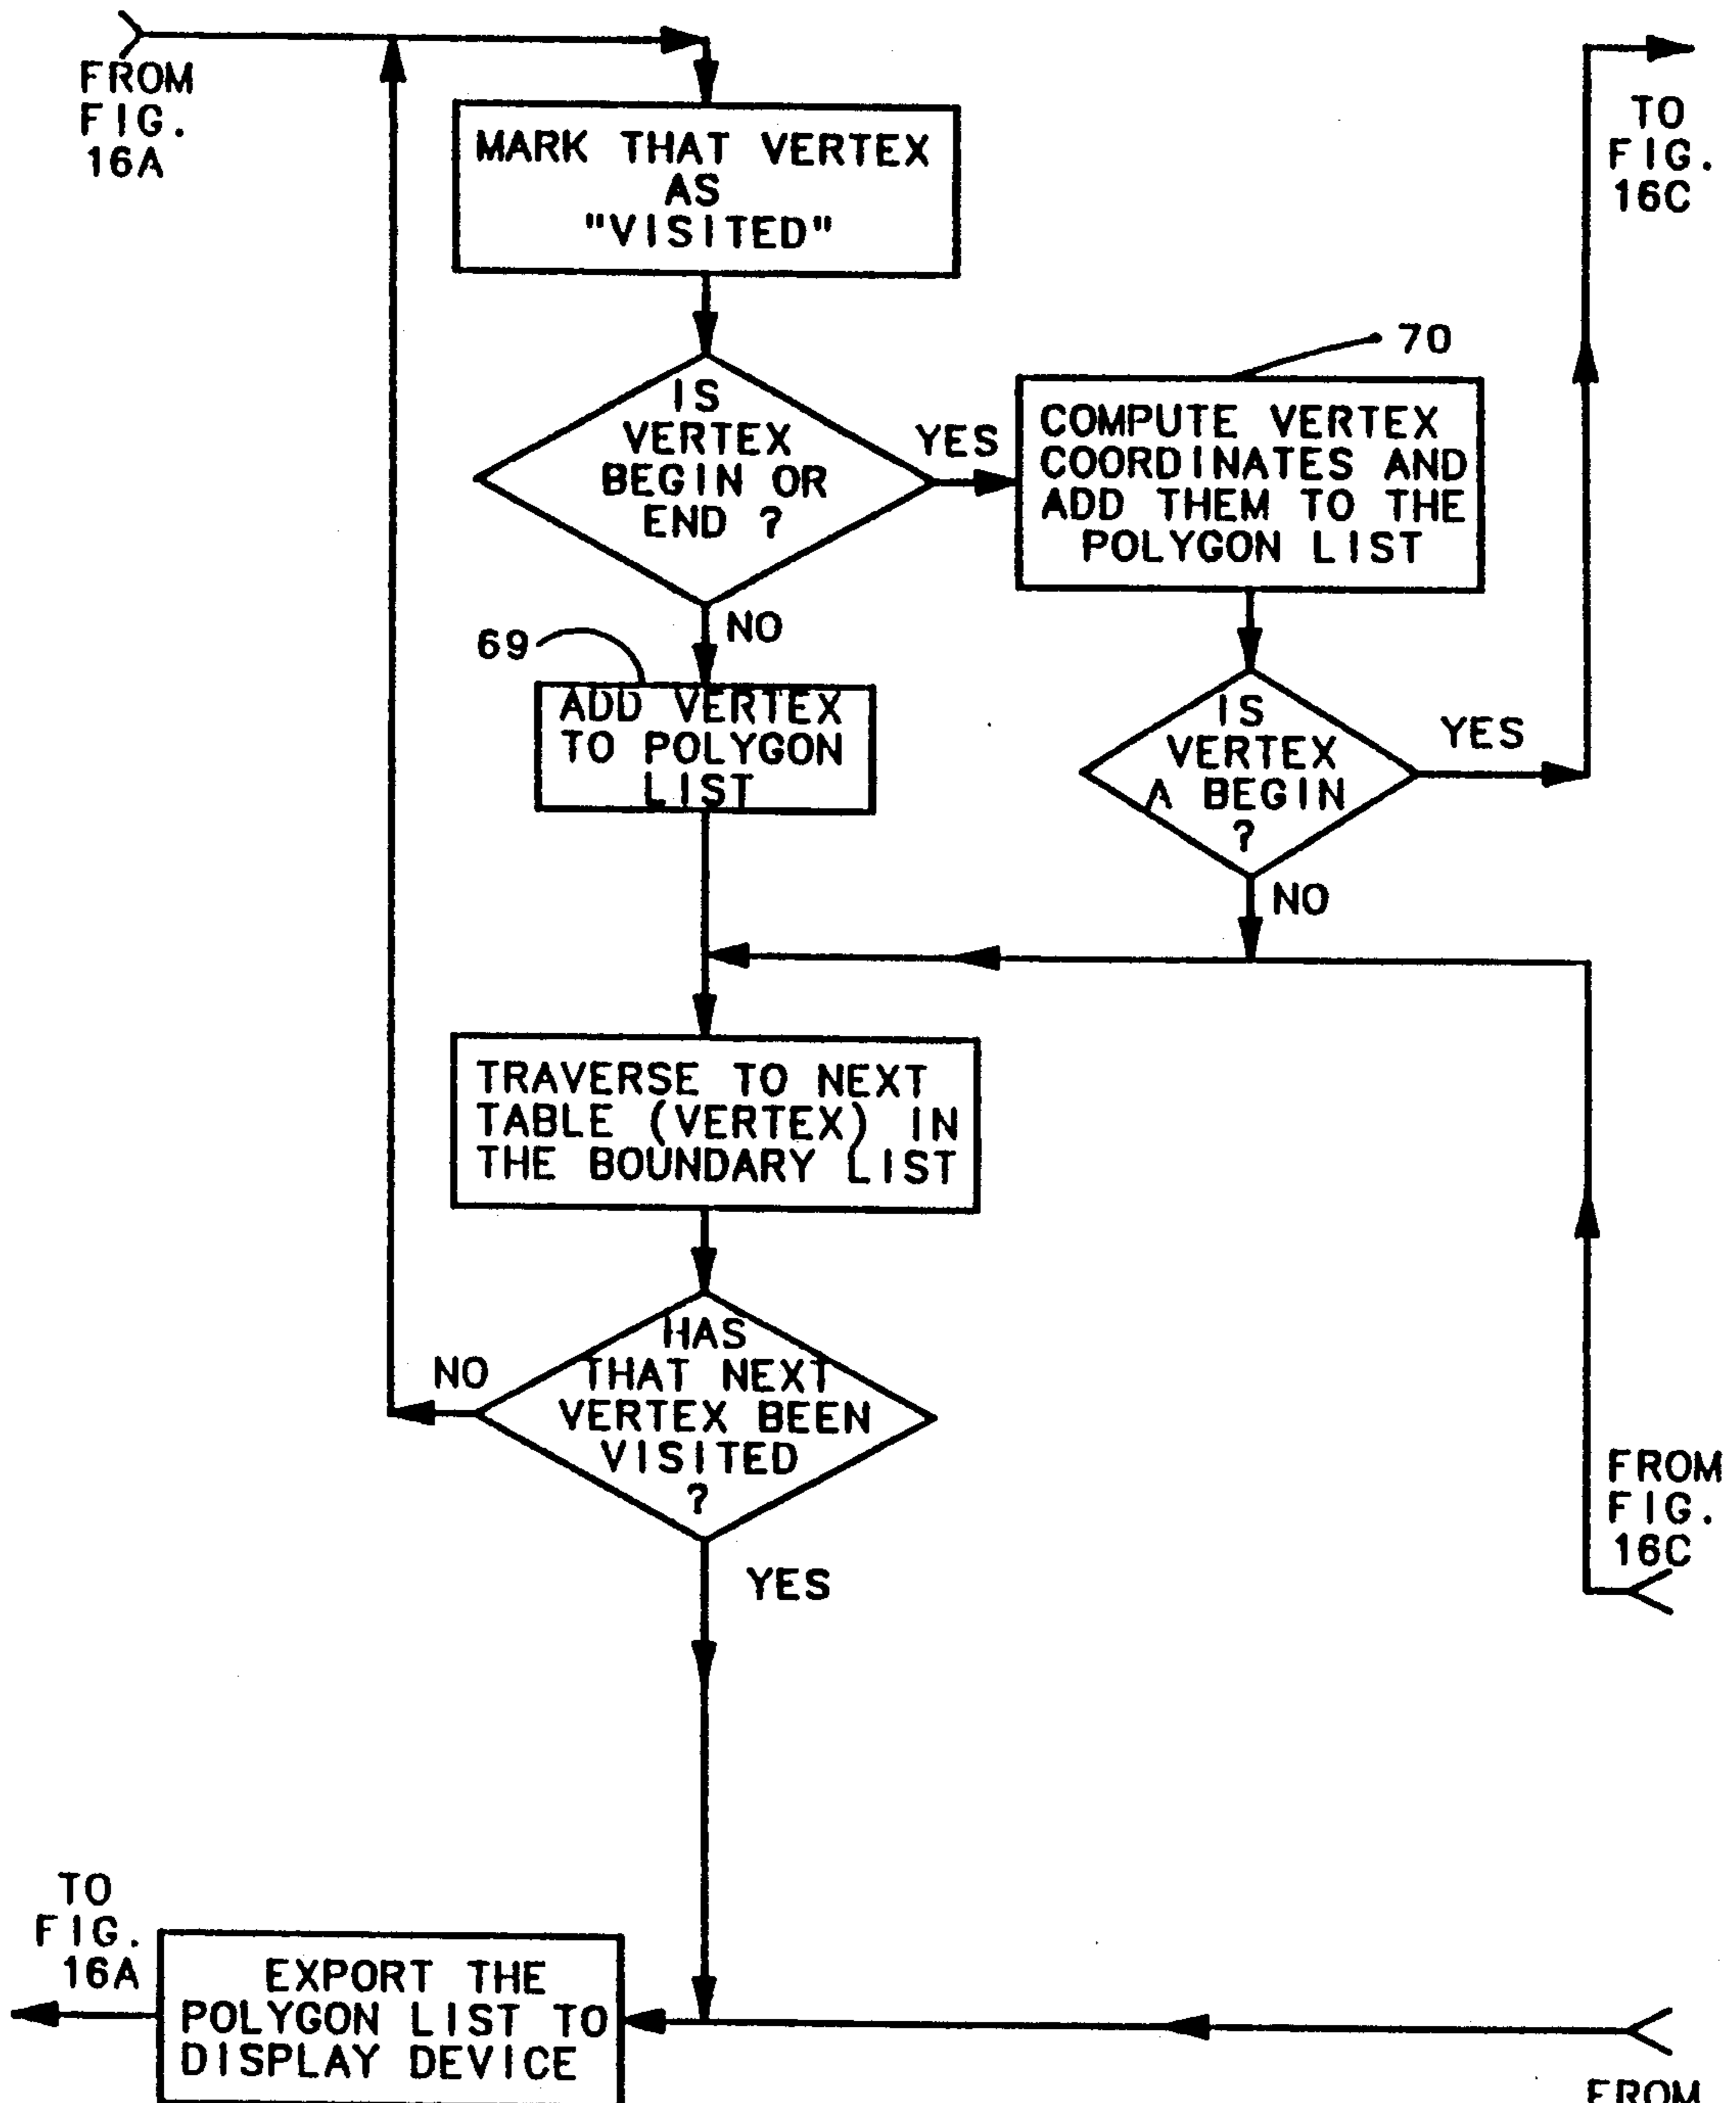 FROM
FIG.
16A
TO
FIG.
16C
MARK THAT VERTEX
AS
"VISITED"
70
IS
VERTEX
BEGIN OR
END ?
YES
COMPUTE VERTEX
COORDINATES AND
ADD THEM TO THE
POLYGON LIST
NO
69
ADD VERTEX
TO POLYGON
LIST
IS
VERTEX
A BEGIN
?
YES
NO
TRAVERSE TO NEXT
TABLE (VERTEX) IN
THE BOUNDARY LIST
HAS
THAT NEXT
VERTEX BEEN
VISITED
?
NO
YES
FROM
FIG.
16C
TO
FIG.
16A
EXPORT THE
POLYGON LIST TO
DISPLAY DEVICE
FROM